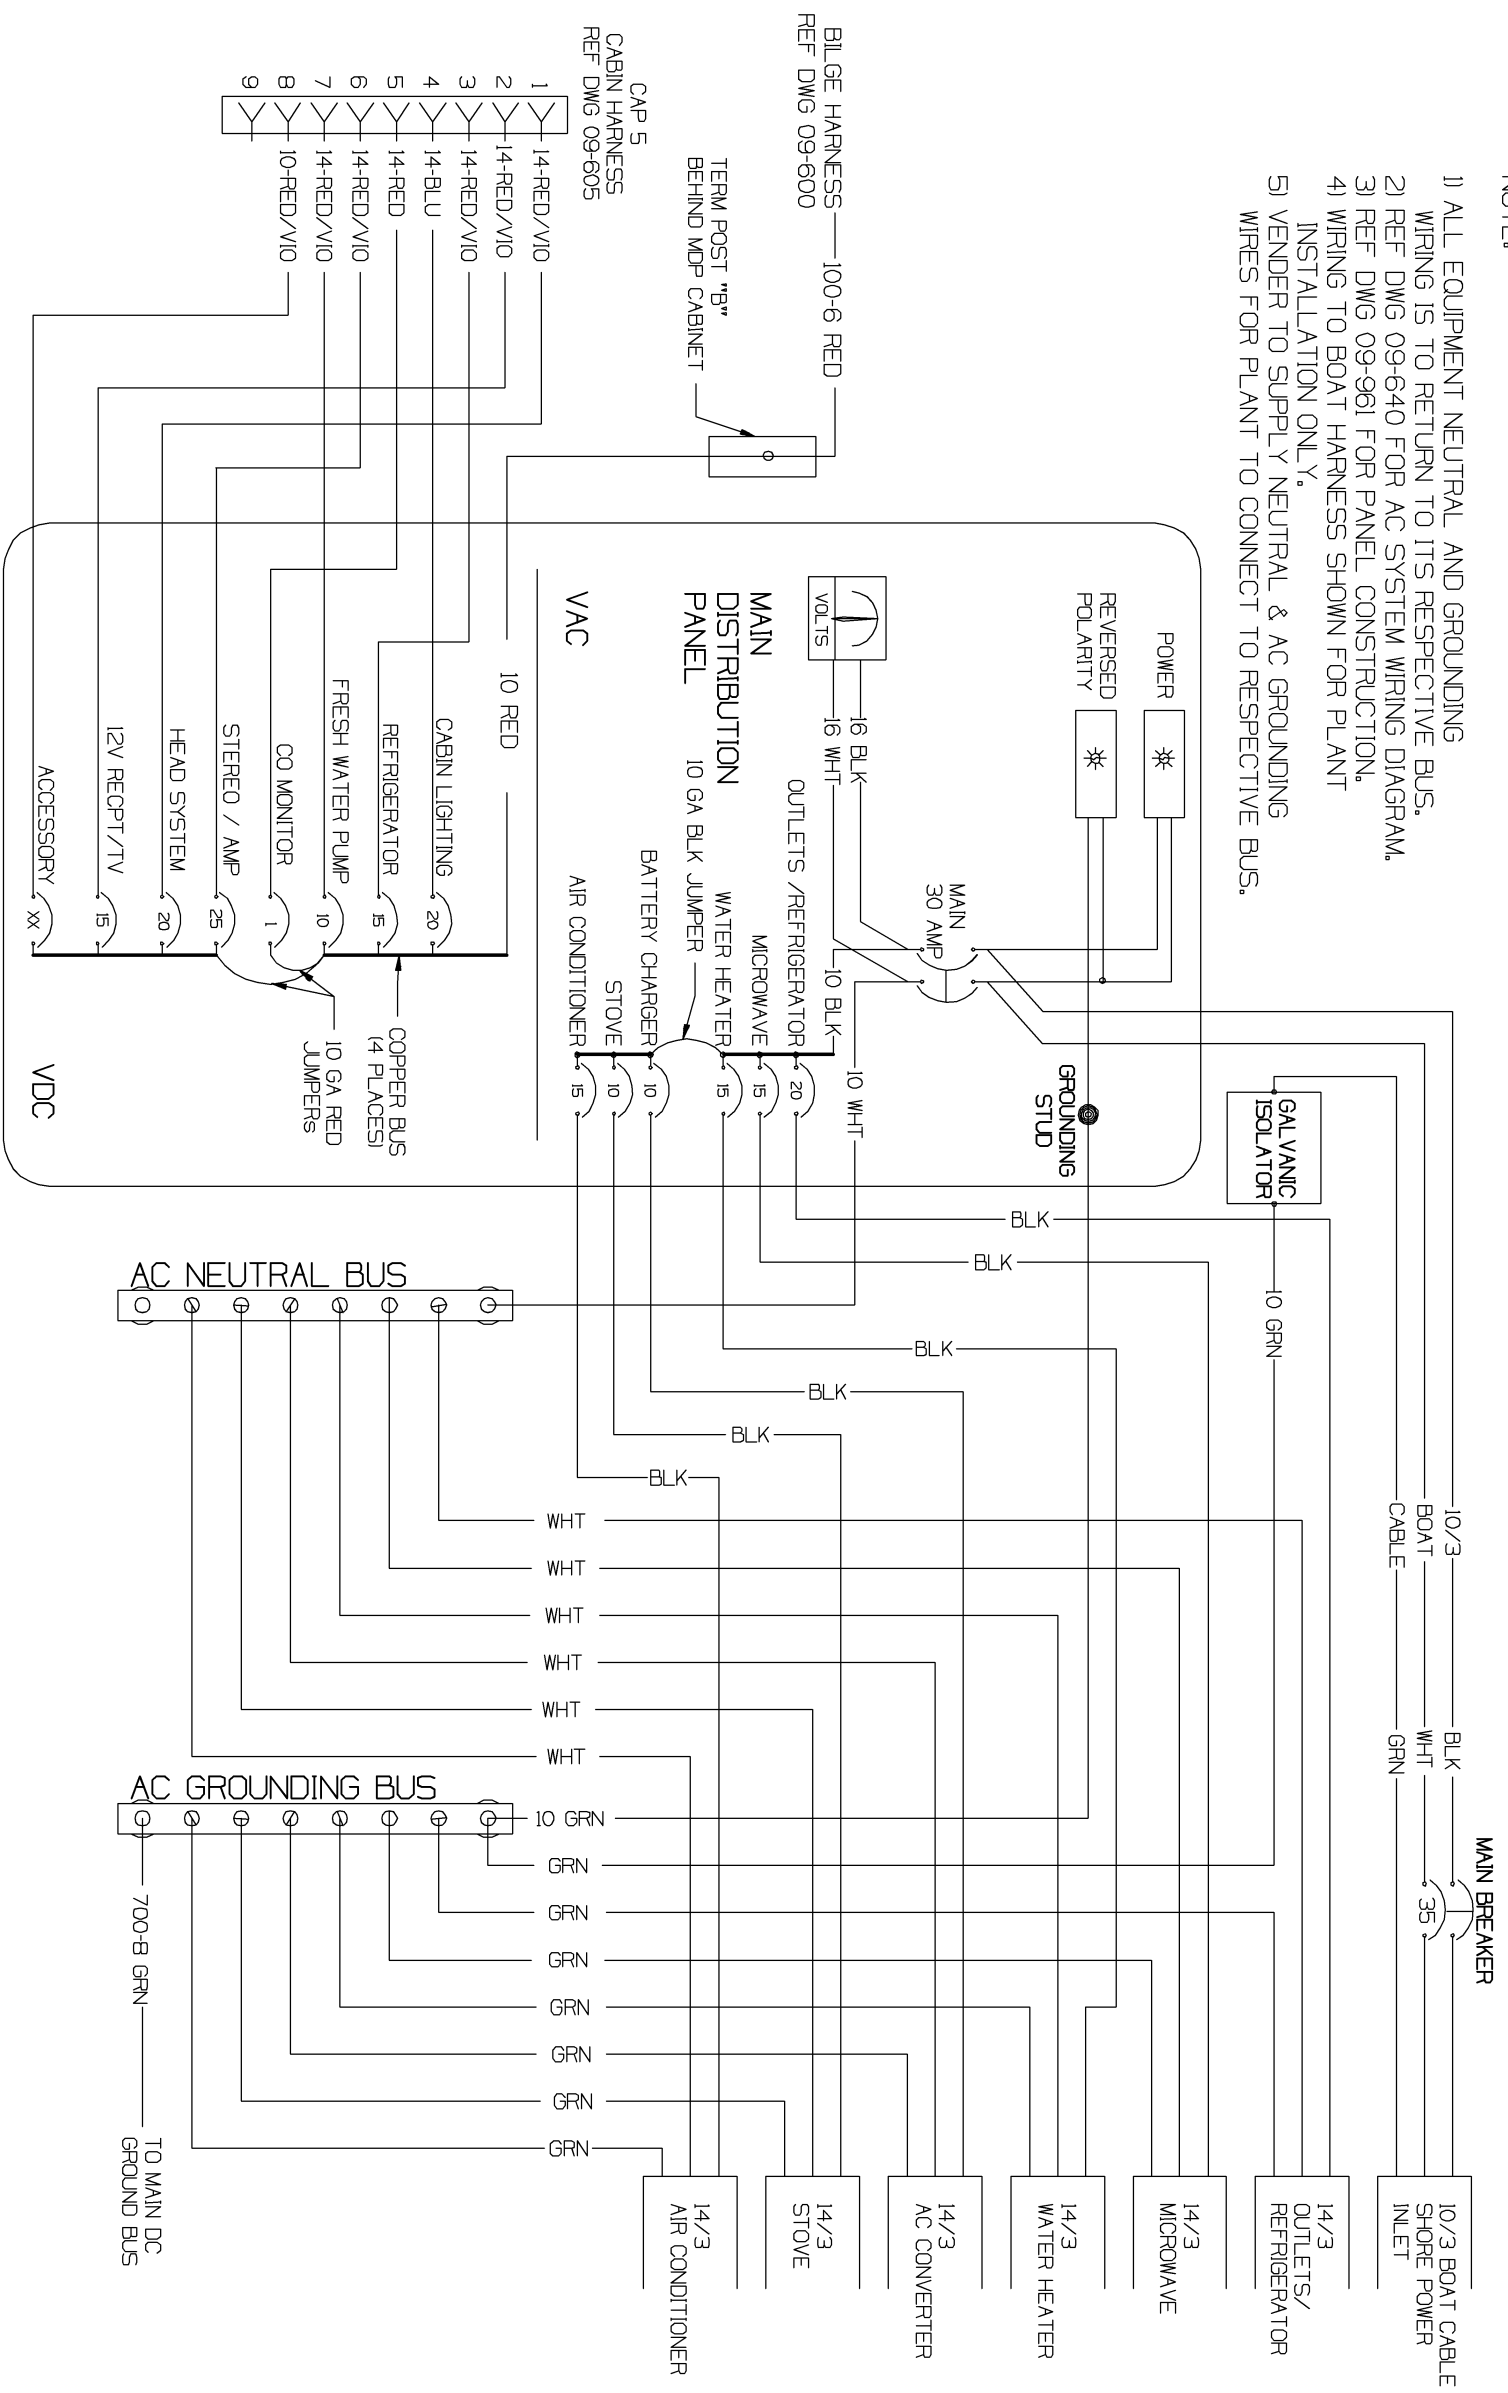 NOTE:
1) ALL EQUIPMENT NEUTRAL AND GROUNDING
WIRING IS TO RETURN TO ITS RESPECTIVE BUS.
2) REF DWG 09-640 FOR AC SYSTEM WIRING DIAGRAM.
3) REF DWG 09-961 FOR PANEL CONSTRUCTION.
4) WIRING TO BOAT HARNESS SHOWN FOR PLANT
INSTALLATION ONLY.
5) VENDER TO SUPPLY NEUTRAL & AC GROUNDING
WIRES FOR PLANT TO CONNECT TO RESPECTIVE BUS.
BILGE HARNESS
REF DWG 09-600
100-6 RED
TERM POST "B"
BEHIND MDP CABINET
CAP 5
CABIN HARNESS
REF DWG 09-605
1
14-RED/VIO
2
14-RED/VIO
3
14-RED/VIO
4
14-BLU
5
14-RED
6
14-RED/VIO
7
14-RED/VIO
8
10-RED/VIO
9
POWER
REVERSED
POLARITY
VOLTS
16 BLK
16 WHT
MAIN
30 AMP
MAIN
DISTRIBUTION
PANEL
VAC
10 BLK
10 WHT
GROUNDING
STUD
10 GA BLK JUMPER
OUTLETS /REFRIGERATOR
20
MICROWAVE
15
WATER HEATER
15
BATTERY CHARGER
10
STOVE
10
AIR CONDITIONER
15
10 RED
CABIN LIGHTING
20
REFRIGERATOR
15
FRESH WATER PUMP
10
CO MONITOR
1
STEREO / AMP
25
HEAD SYSTEM
20
12V RECPT/TV
15
ACCESSORY
XX
COPPER BUS
(4 PLACES)
10 GA RED
JUMPERs
VDC
GALVANIC
ISOLATOR
10 GRN
BLK
BLK
BLK
BLK
BLK
BLK
AC NEUTRAL BUS
WHT
WHT
WHT
WHT
WHT
WHT
10/3
BOAT
CABLE
BLK
WHT
GRN
MAIN BREAKER
35
AC GROUNDING BUS
10 GRN
GRN
GRN
GRN
GRN
GRN
GRN
GRN
700-B GRN
TO MAIN DC
GROUND BUS
10/3 BOAT CABLE
SHORE POWER
INLET
14/3
OUTLETS/
REFRIGERATOR
14/3
MICROWAVE
14/3
WATER HEATER
14/3
AC CONVERTER
14/3
STOVE
14/3
AIR CONDITIONER